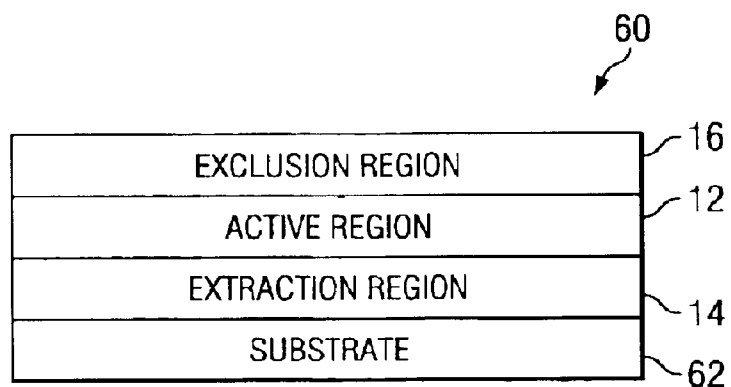 60
EXCLUSION REGION 16
ACTIVE REGION 12
EXTRACTION REGION 14
SUBSTRATE 62